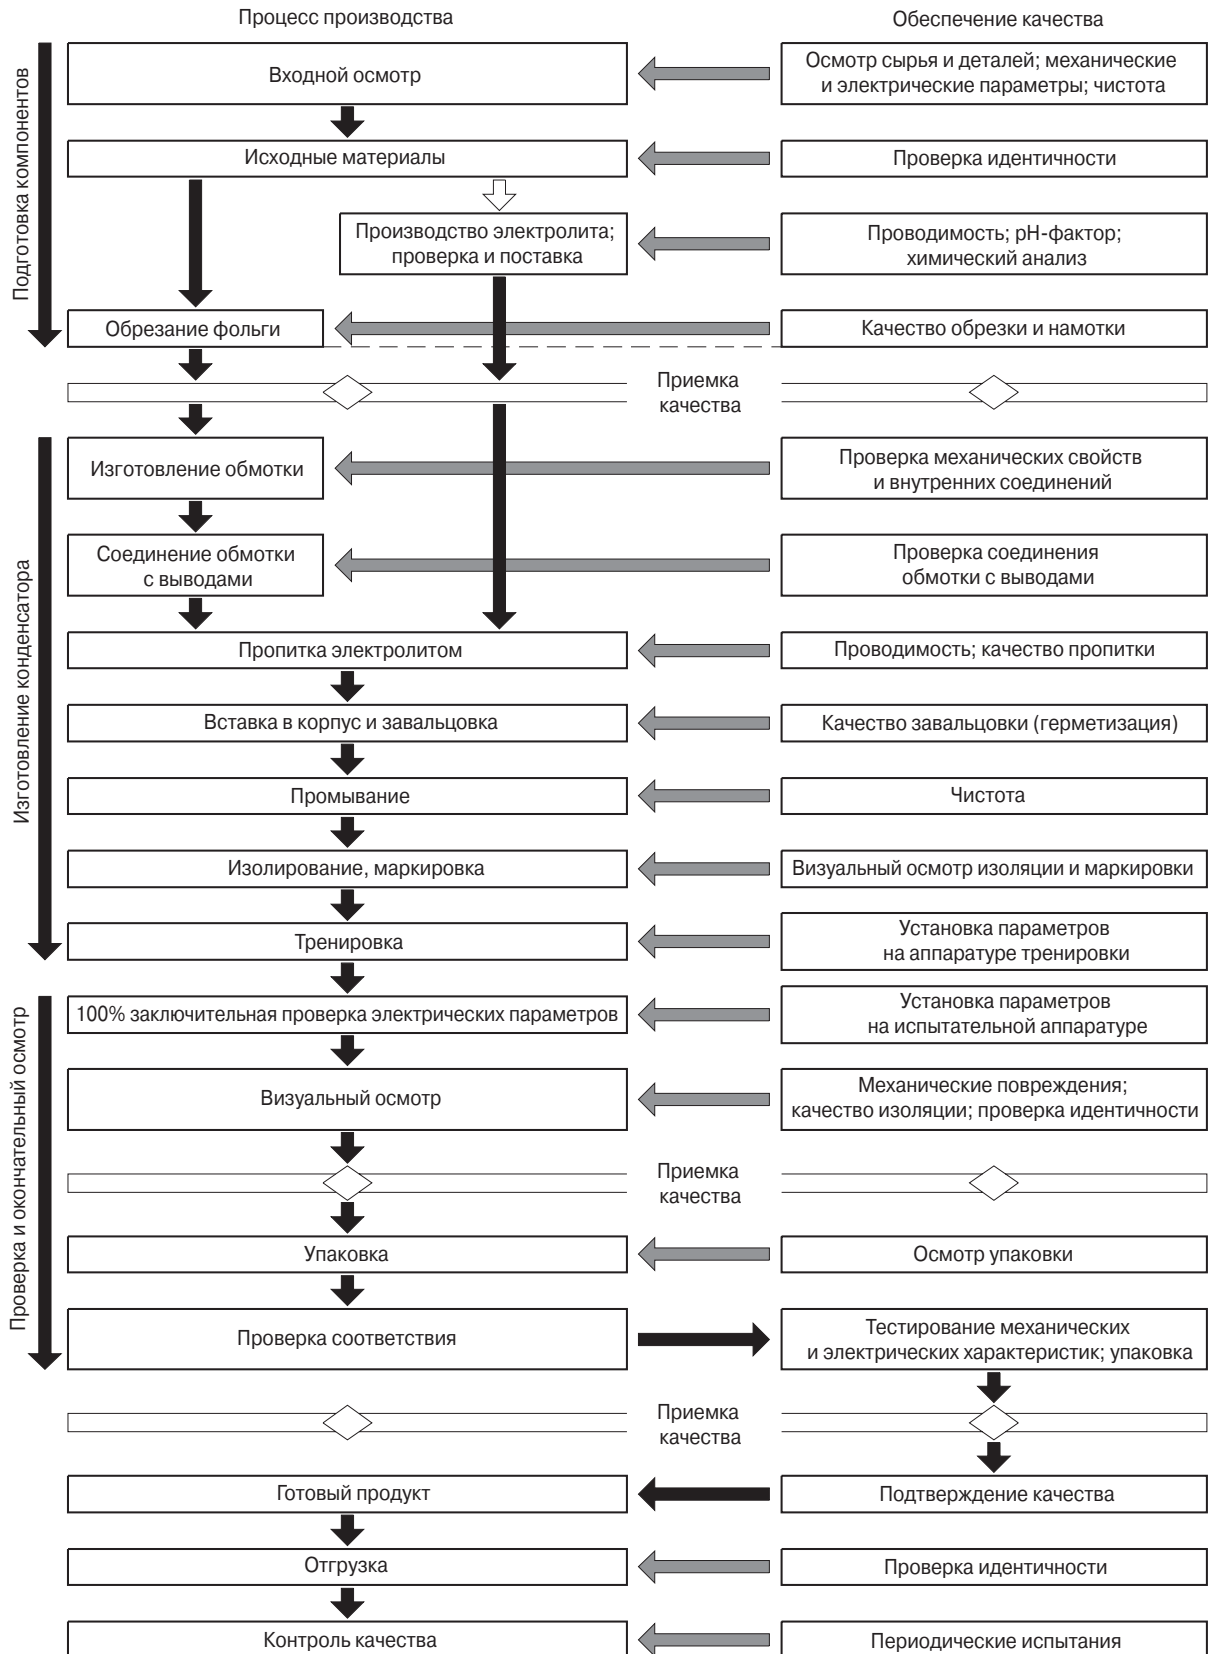 Процесс производства
Обеспечение качества
Подготовка компонентов
Входной осмотр
Осмотр сырья и деталей; механические
и электрические параметры; чистота
Исходные материалы
Проверка идентичности
Производство электролита;
проверка и поставка
Проводимость; pH-фактор;
химический анализ
Обрезание фольги
Качество обрезки и намотки
Приемка
качества
Изготовление конденсатора
Изготовление обмотки
Проверка механических свойств
и внутренних соединений
Соединение обмотки
с выводами
Проверка соединения
обмотки с выводами
Пропитка электролитом
Проводимость; качество пропитки
Вставка в корпус и завальцовка
Качество завальцовки (герметизация)
Промывание
Чистота
Изолирование, маркировка
Визуальный осмотр изоляции и маркировки
Тренировка
Установка параметров
на аппаратуре тренировки
Проверка и окончательный осмотр
100% заключительная проверка электрических параметров
Установка параметров
на испытательной аппаратуре
Визуальный осмотр
Механические повреждения;
качество изоляции; проверка идентичности
Приемка
качества
Упаковка
Осмотр упаковки
Проверка соответствия
Тестирование механических
и электрических характеристик; упаковка
Приемка
качества
Готовый продукт
Подтверждение качества
Отгрузка
Проверка идентичности
Контроль качества
Периодические испытания